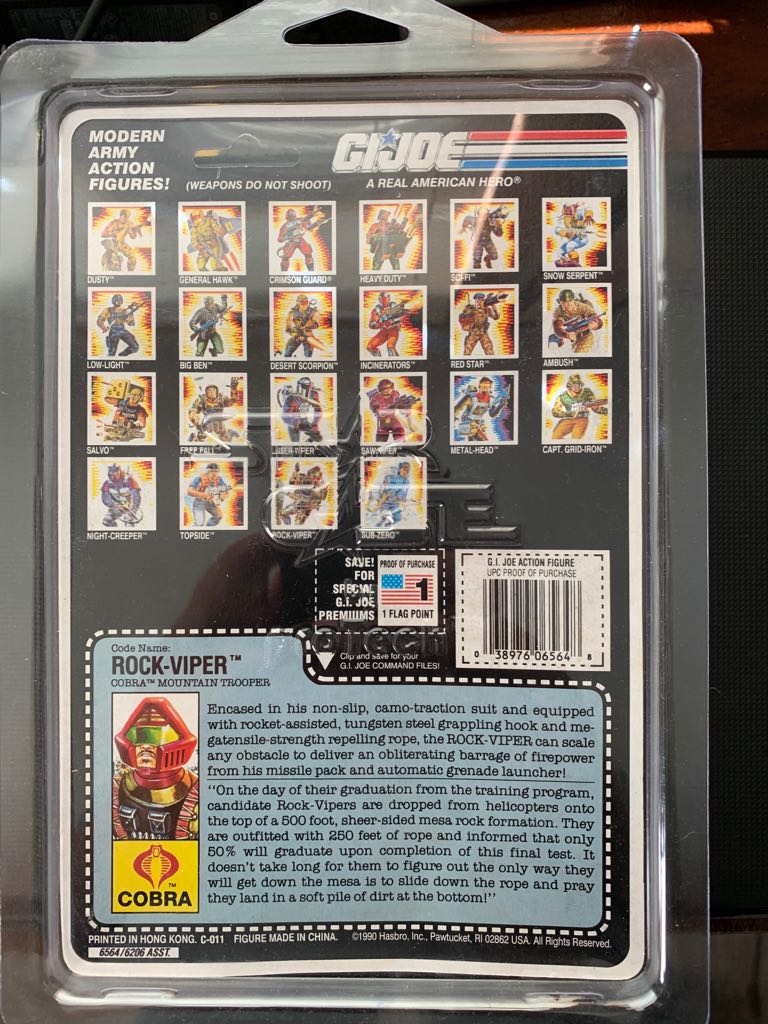 MODERN
ARMY
ACTION
FIGURES!
(WEAPONS DO NOT SHOOT)
GIJOE
A REAL AMERICAN HERO®
DUSTY™ GENERAL HAWK™ CRIMSON GUARD® HEAVY DUTY™ SCI-FI™ SNOW SERPENT™
LOW-LIGHT™ BIG BEN™ DESERT SCORPION™ INCINERATORS™ RED STAR™ AMBUSH™
SALVO™ FREE FALL™ LASER-VIPER™ SAW-VIPER™ METAL-HEAD™ CAPT. GRID-IRON™
NIGHT-CREEPER™ TOPSIDE™ ROCK-VIPER™ SUB-ZERO™
STAR
CASE
SAVE!
FOR
SPECIAL
G.I. JOE
PREMIUMS
PROOF OF PURCHASE
1
1 FLAG POINT
G.I. JOE ACTION FIGURE
UPC PROOF OF PURCHASE
0 38976 06564 8
Clip and save for your
G.I. JOE COMMAND FILES!
Code Name:
ROCK-VIPER™
COBRA™ MOUNTAIN TROOPER
Encased in his non-slip, camo-traction suit and equipped
with rocket-assisted, tungsten steel grappling hook and me-
gatensile-strength repelling rope, the ROCK-VIPER can scale
any obstacle to deliver an obliterating barrage of firepower
from his missile pack and automatic grenade launcher!
"On the day of their graduation from the training program,
candidate Rock-Vipers are dropped from helicopters onto
the top of a 500 foot, sheer-sided mesa rock formation. They
are outfitted with 250 feet of rope and informed that only
50% will graduate upon completion of this final test. It
doesn't take long for them to figure out the only way they
will get down the mesa is to slide down the rope and pray
they land in a soft pile of dirt at the bottom!"
™
COBRA
PRINTED IN HONG KONG. C-011 FIGURE MADE IN CHINA. ©1990 Hasbro, Inc., Pawtucket, RI 02862 USA. All Rights Reserved.
6564/6206 ASST.